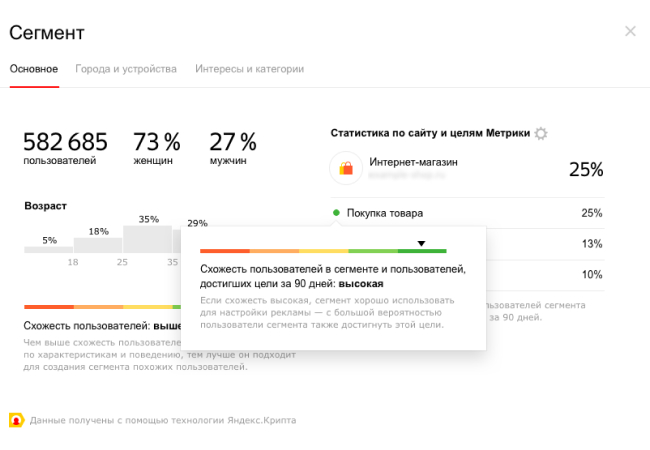 Сегмент
Основное
Города и устройства
Интересы и категории
582 685
пользователей
73 %
женщин
27 %
мужчин
Возраст
5%
18%
35%
29%
18
25
35
Схожесть пользователей: выше
Чем выше схожесть пользователе
по характеристикам и поведению, тем лучше он подходит
для создания сегмента похожих пользователей.
Статистика по сайту и целям Метрики
Интернет-магазин
25%
Покупка товара
25%
13%
10%
пользователей сегмента
за 90 дней.
Схожесть пользователей в сегменте и пользователей,
достигших цели за 90 дней: высокая
Если схожесть высокая, сегмент хорошо использовать
для настройки рекламы — с большой вероятностью
пользователи сегмента также достигнут этой цели.
Данные получены с помощью технологии Яндекс.Крипта